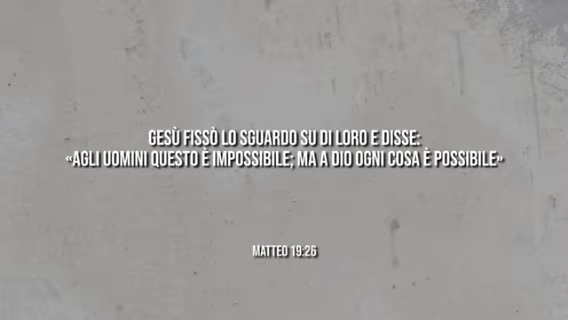 GESÙ FISSÒ LO SGUARDO SU DI LORO E DISSE:
«AGLI UOMINI QUESTO È IMPOSSIBILE; MA A DIO OGNI COSA È POSSIBILE»
MATTEO 19:26